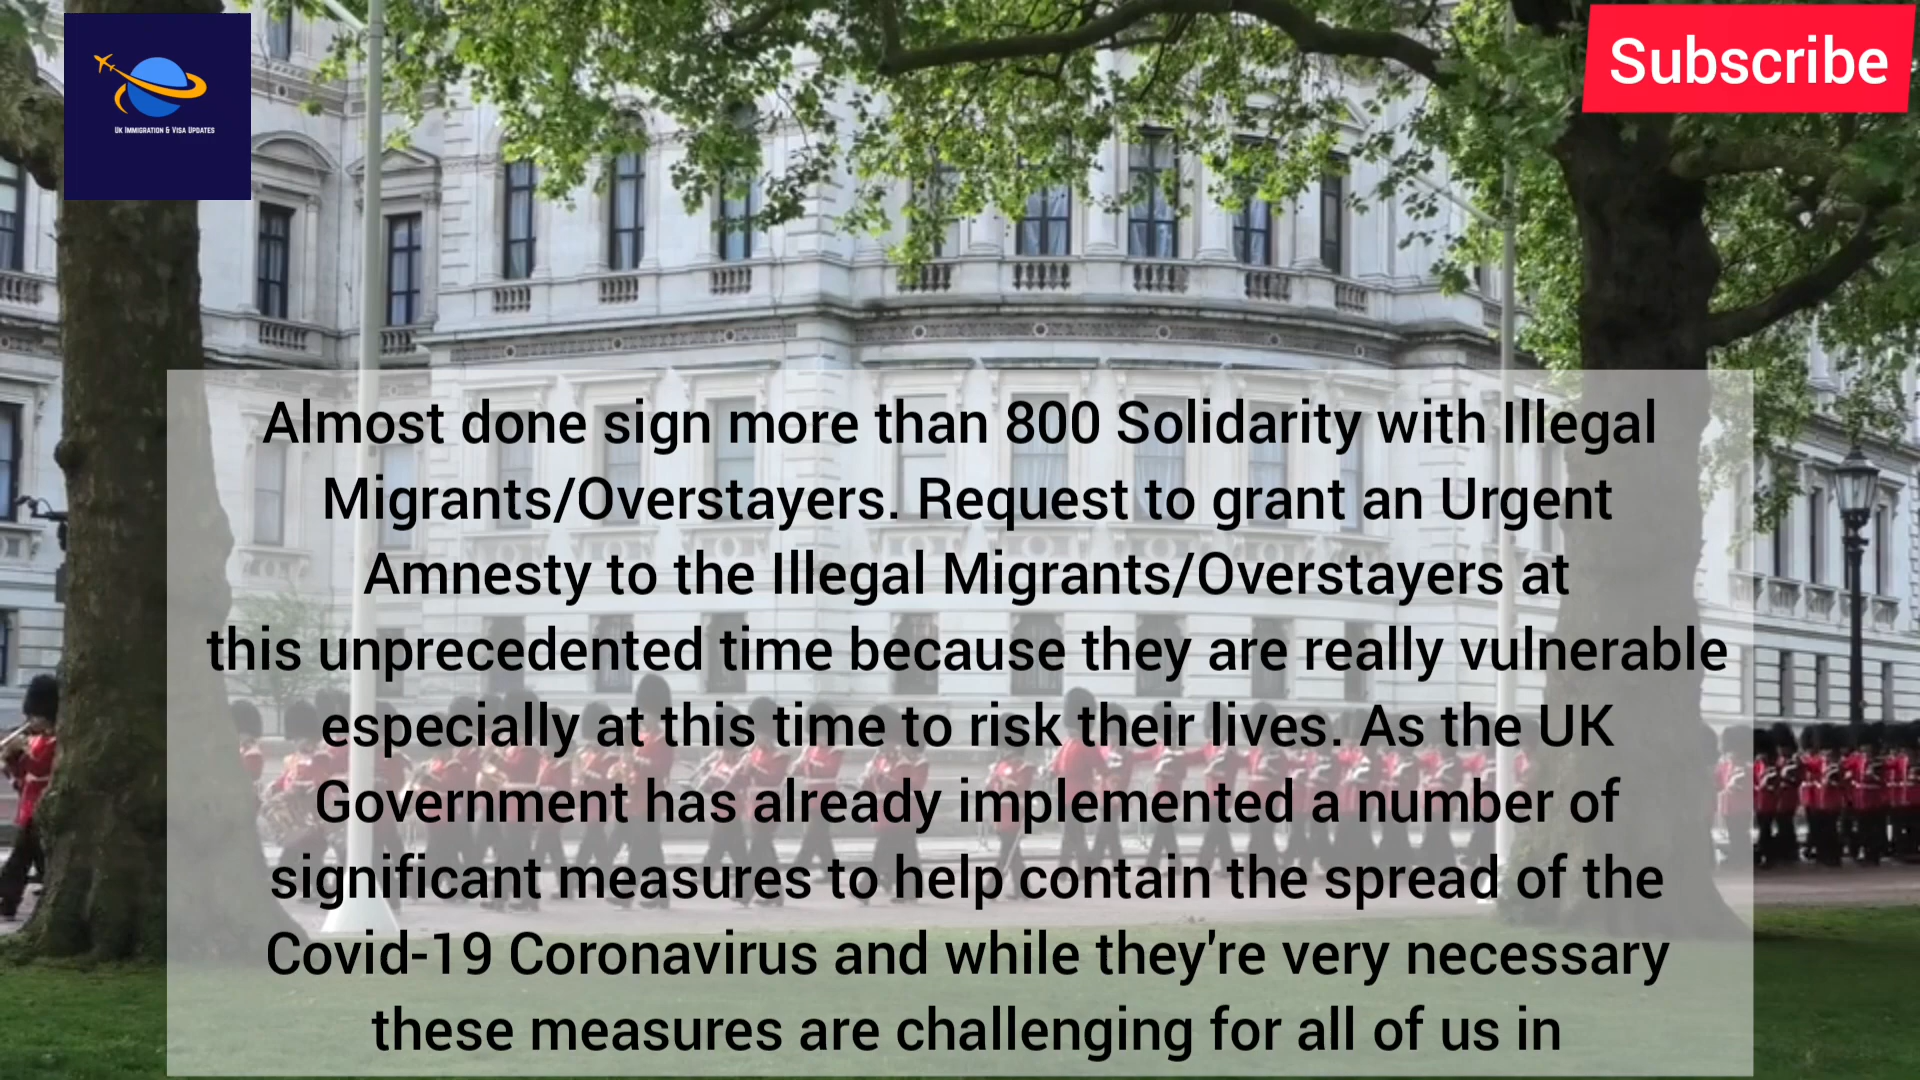 UK Immigration & Visa Updates
Subscribe
Almost done sign more than 800 Solidarity with Illegal
Migrants/Overstayers. Request to grant an Urgent
Amnesty to the Illegal Migrants/Overstayers at
this unprecedented time because they are really vulnerable
especially at this time to risk their lives. As the UK
Government has already implemented a number of
significant measures to help contain the spread of the
Covid-19 Coronavirus and while they're very necessary
these measures are challenging for all of us in